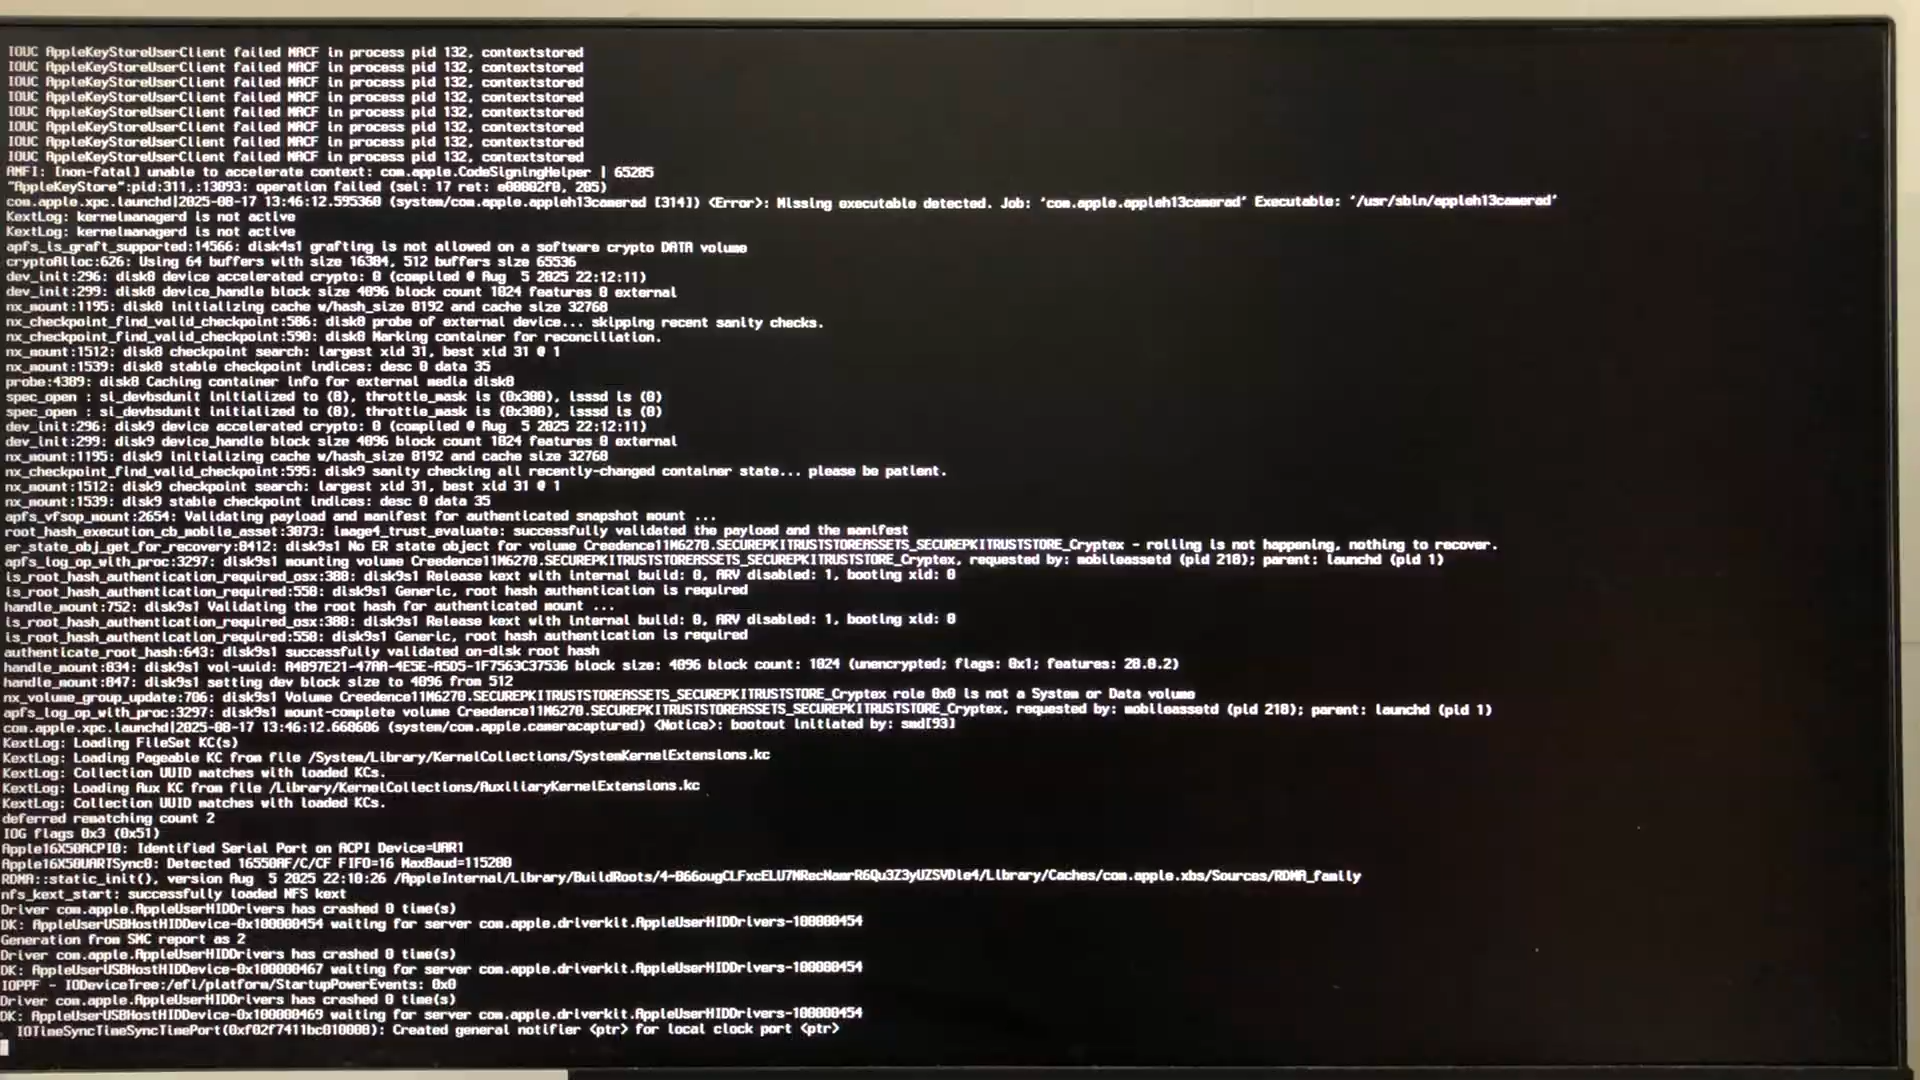 IOUC AppleKeyStoreUserClient failed MACF in process pid 132, contextstored
IOUC AppleKeyStoreUserClient failed MACF in process pid 132, contextstored
IOUC AppleKeyStoreUserClient failed MACF in process pid 132, contextstored
IOUC AppleKeyStoreUserClient failed MACF in process pid 132, contextstored
IOUC AppleKeyStoreUserClient failed MACF in process pid 132, contextstored
IOUC AppleKeyStoreUserClient failed MACF in process pid 132, contextstored
IOUC AppleKeyStoreUserClient failed MACF in process pid 132, contextstored
IOUC AppleKeyStoreUserClient failed MACF in process pid 132, contextstored
AMFI: [non-fatal] unable to accelerate context: com.apple.CodeSigningHelper | 65285
"AppleKeyStore":pid:311,:13093: operation failed (sel: 17 ret: e00002f0, 205)
com.apple.xpc.launchd|2025-08-17 13:46:12.595360 (system/com.apple.appleh13camerad [314]) <Error>: Missing executable detected. Job: 'com.apple.appleh13camerad' Executable: '/usr/sbin/appleh13camerad'
KextLog: kernelmanagerd is not active
KextLog: kernelmanagerd is not active
apfs_is_graft_supported:14566: disk4s1 grafting is not allowed on a software crypto DATA volume
cryptoAlloc:626: Using 64 buffers with size 16384, 512 buffers size 65536
dev_init:296: disk8 device accelerated crypto: 0 (compiled @ Aug  5 2025 22:12:11)
dev_init:299: disk8 device_handle block size 4096 block count 1024 features 0 external
nx_mount:1195: disk8 initializing cache w/hash_size 8192 and cache size 32768
nx_checkpoint_find_valid_checkpoint:586: disk8 probe of external device... skipping recent sanity checks.
nx_checkpoint_find_valid_checkpoint:590: disk8 Marking container for reconciliation.
nx_mount:1512: disk8 checkpoint search: largest xid 31, best xid 31 @ 1
nx_mount:1539: disk8 stable checkpoint indices: desc 0 data 35
probe:4389: disk8 Caching container info for external media disk8
spec_open : si_devbsdunit initialized to (8), throttle_mask is (0x300), isssd is (0)
spec_open : si_devbsdunit initialized to (8), throttle_mask is (0x300), isssd is (0)
dev_init:296: disk9 device accelerated crypto: 0 (compiled @ Aug  5 2025 22:12:11)
dev_init:299: disk9 device_handle block size 4096 block count 1024 features 0 external
nx_mount:1195: disk9 initializing cache w/hash_size 8192 and cache size 32768
nx_checkpoint_find_valid_checkpoint:595: disk9 sanity checking all recently-changed container state... please be patient.
nx_mount:1512: disk9 checkpoint search: largest xid 31, best xid 31 @ 1
nx_mount:1539: disk9 stable checkpoint indices: desc 0 data 35
apfs_vfsop_mount:2654: Validating payload and manifest for authenticated snapshot mount ...
root_hash_execution_cb_mobile_asset:3073: image4_trust_evaluate: successfully validated the payload and the manifest
er_state_obj_get_for_recovery:8412: disk9s1 No ER state object for volume Creedence11M6270.SECUREPKITRUSTSTOREASSETS_SECUREPKITRUSTSTORE_Cryptex - rolling is not happening, nothing to recover.
apfs_log_op_with_proc:3297: disk9s1 mounting volume Creedence11M6270.SECUREPKITRUSTSTOREASSETS_SECUREPKITRUSTSTORE_Cryptex, requested by: mobileassetd (pid 218); parent: launchd (pid 1)
is_root_hash_authentication_required_osx:388: disk9s1 Release kext with internal build: 0, ARV disabled: 1, booting xid: 0
is_root_hash_authentication_required:558: disk9s1 Generic, root hash authentication is required
handle_mount:752: disk9s1 Validating the root hash for authenticated mount ...
is_root_hash_authentication_required_osx:388: disk9s1 Release kext with internal build: 0, ARV disabled: 1, booting xid: 0
is_root_hash_authentication_required:558: disk9s1 Generic, root hash authentication is required
authenticate_root_hash:643: disk9s1 successfully validated on-disk root hash
handle_mount:834: disk9s1 vol-uuid: A4B97E21-47AA-4E5E-A5D5-1F7563C37536 block size: 4096 block count: 1024 (unencrypted; flags: 0x1; features: 20.0.2)
handle_mount:847: disk9s1 setting dev block size to 4096 from 512
nx_volume_group_update:786: disk9s1 Volume Creedence11M6270.SECUREPKITRUSTSTOREASSETS_SECUREPKITRUSTSTORE_Cryptex role 0x0 is not a System or Data volume
apfs_log_op_with_proc:3297: disk9s1 mount-complete volume Creedence11M6270.SECUREPKITRUSTSTOREASSETS_SECUREPKITRUSTSTORE_Cryptex, requested by: mobileassetd (pid 218); parent: launchd (pid 1)
com.apple.xpc.launchd|2025-08-17 13:46:12.668606 (system/com.apple.cameracaptured) <Notice>: bootout initiated by: smd[93]
KextLog: Loading FileSet KC(s)
KextLog: Loading Pageable KC from file /System/Library/KernelCollections/SystemKernelExtensions.kc
KextLog: Collection UUID matches with loaded KCs.
KextLog: Loading Aux KC from file /Library/KernelCollections/AuxiliaryKernelExtensions.kc
KextLog: Collection UUID matches with loaded KCs.
deferred rematching count 2
IOG flags 0x3 (0x51)
Apple16X50ACPI0: Identified Serial Port on ACPI Device=UAR1
Apple16X50UARTSync0: Detected 16550AF/C/CF FIFO=16 MaxBaud=115200
RDMA::static_init(), version Aug  5 2025 22:10:26 /AppleInternal/Library/BuildRoots/4~B66ougCLFxcELU7MRecNamrR6Qu3Z3yUZSVDle4/Library/Caches/com.apple.xbs/Sources/RDMA_family
nfs_kext_start: successfully loaded NFS kext
Driver com.apple.AppleUserHIDDrivers has crashed 0 time(s)
DK: AppleUserUSBHostHIDDevice-0x100000454 waiting for server com.apple.driverkit.AppleUserHIDDrivers-100000454
Generation from SMC report as 2
Driver com.apple.AppleUserHIDDrivers has crashed 0 time(s)
DK: AppleUserUSBHostHIDDevice-0x100000467 waiting for server com.apple.driverkit.AppleUserHIDDrivers-100000454
IOPPF - IODeviceTree:/efi/platform/StartupPowerEvents: 0x0
Driver com.apple.AppleUserHIDDrivers has crashed 0 time(s)
DK: AppleUserUSBHostHIDDevice-0x100000469 waiting for server com.apple.driverkit.AppleUserHIDDrivers-100000454
IOTimeSyncTimeSyncTimePort(0xf02f7411bc010000): Created general notifier <ptr> for local clock port <ptr>